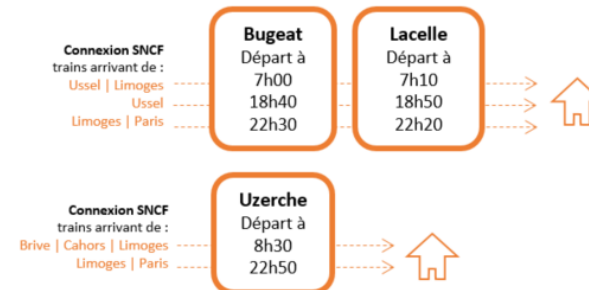 Connexion SNCF
trains arrivant de :
Ussel | Limoges
Ussel
Limoges | Paris
Bugeat
Départ à
7h00
18h40
22h30
Lacelle
Départ à
7h10
18h50
22h20
Connexion SNCF
trains arrivant de :
Brive | Cahors | Limoges
Limoges | Paris
Uzerche
Départ à
8h30
22h50